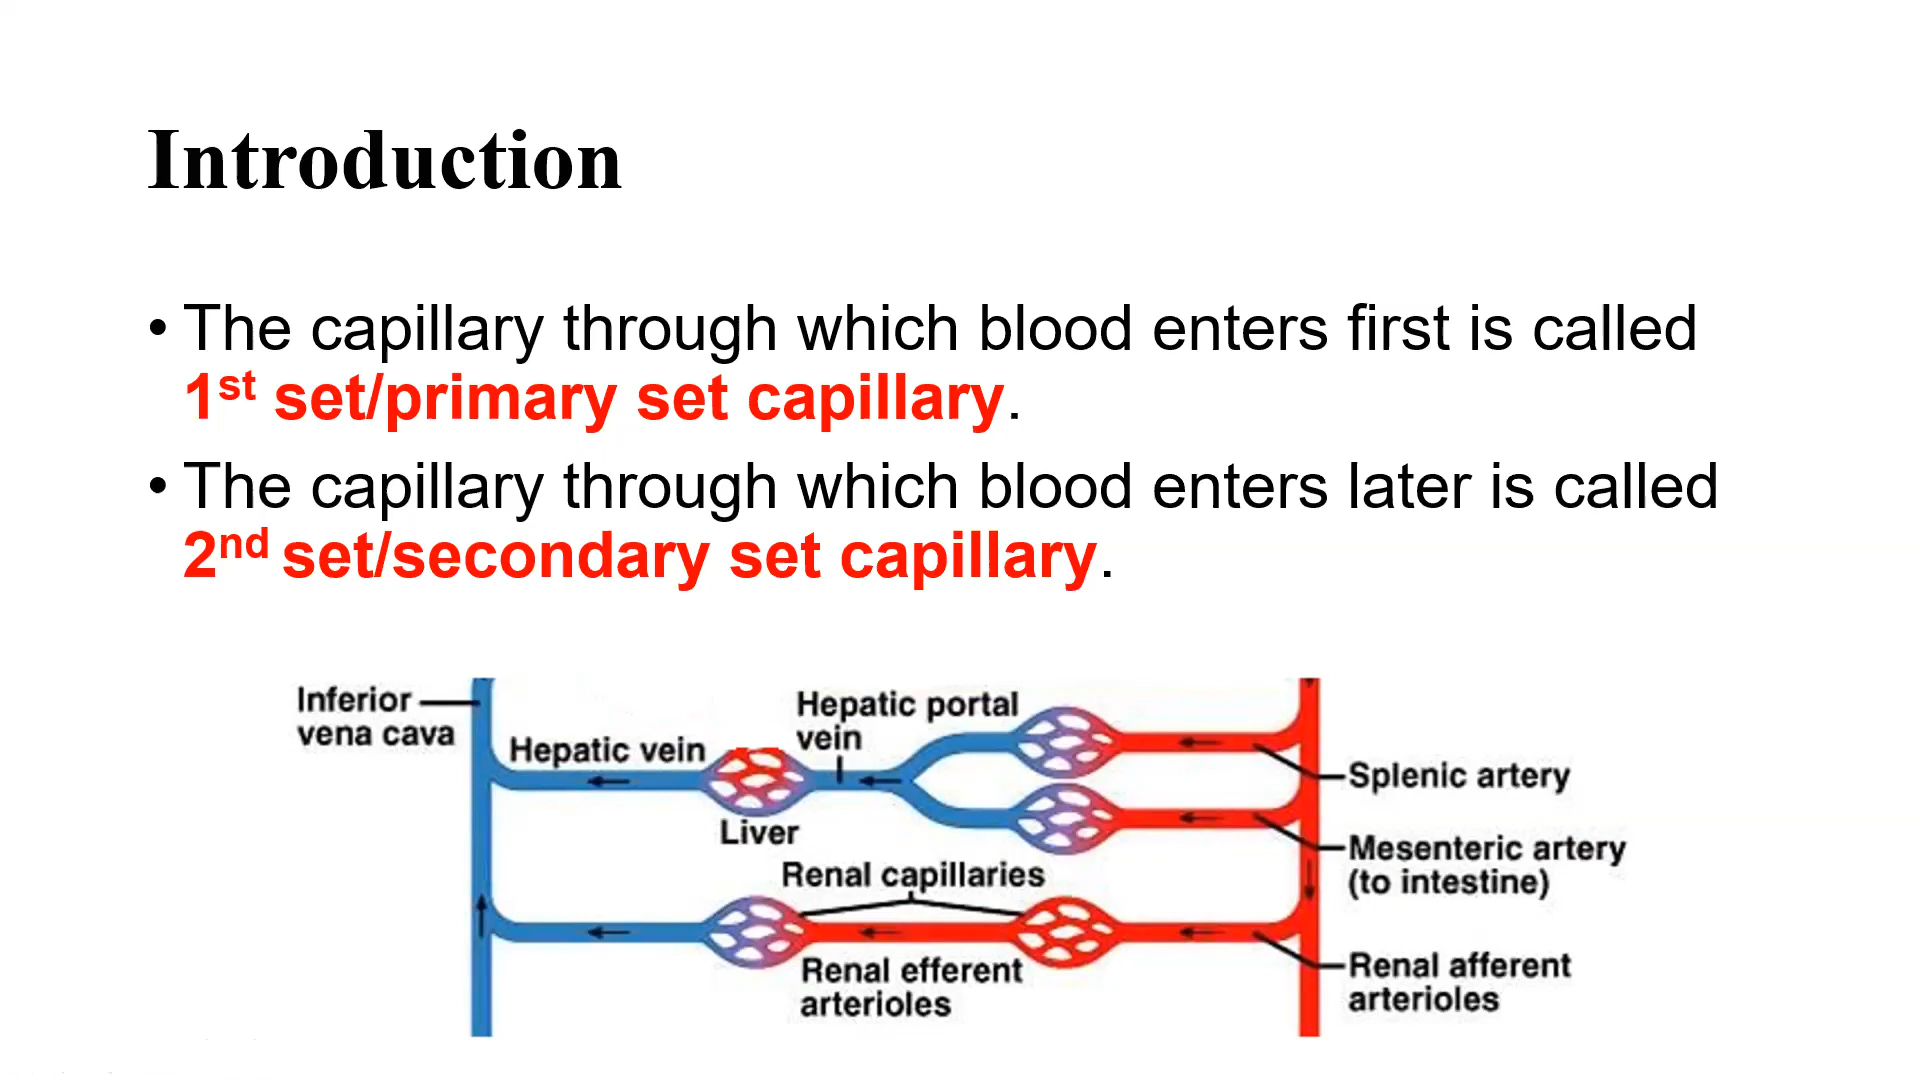 Introduction
• The capillary through which blood enters first is called
1st set/primary set capillary.
• The capillary through which blood enters later is called
2nd set/secondary set capillary.
Inferior
vena cava
Hepatic vein
Hepatic portal
vein
Liver
Splenic artery
Mesenteric artery
(to intestine)
Renal capillaries
Renal efferent
arterioles
Renal afferent
arterioles